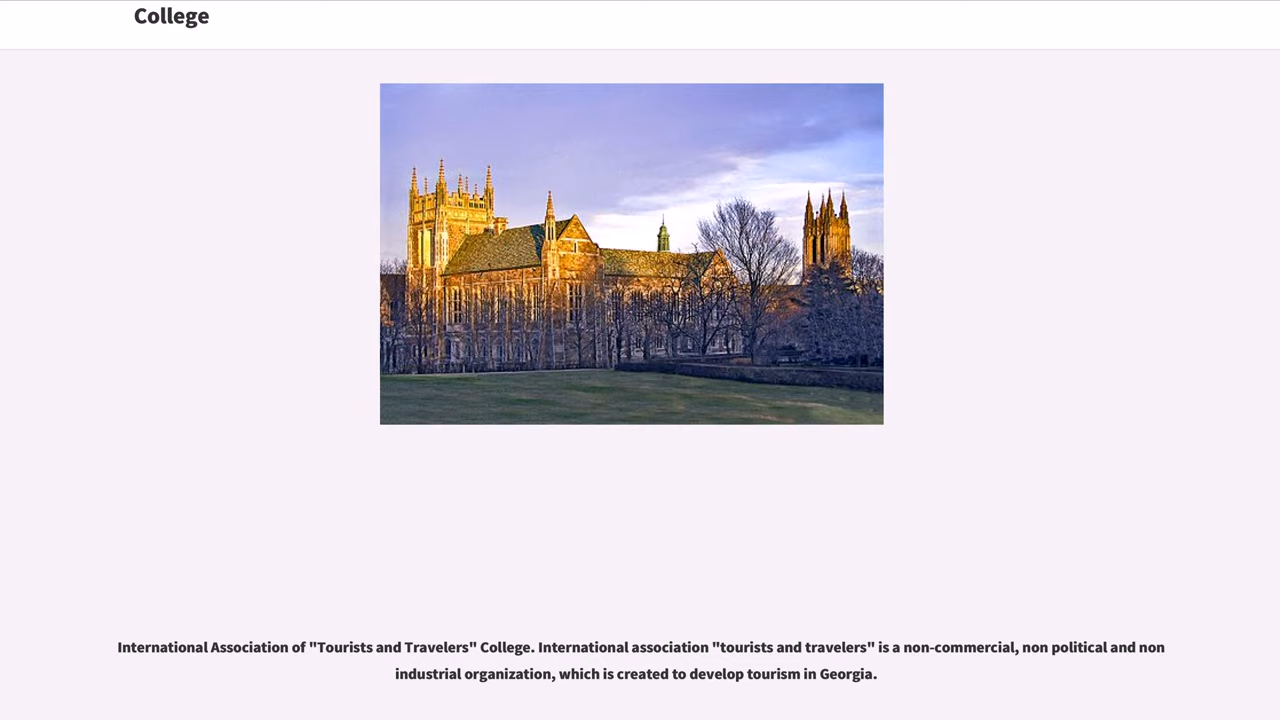 College
International Association of "Tourists and Travelers" College. International association "tourists and travelers" is a non-commercial, non political and non
industrial organization, which is created to develop tourism in Georgia.